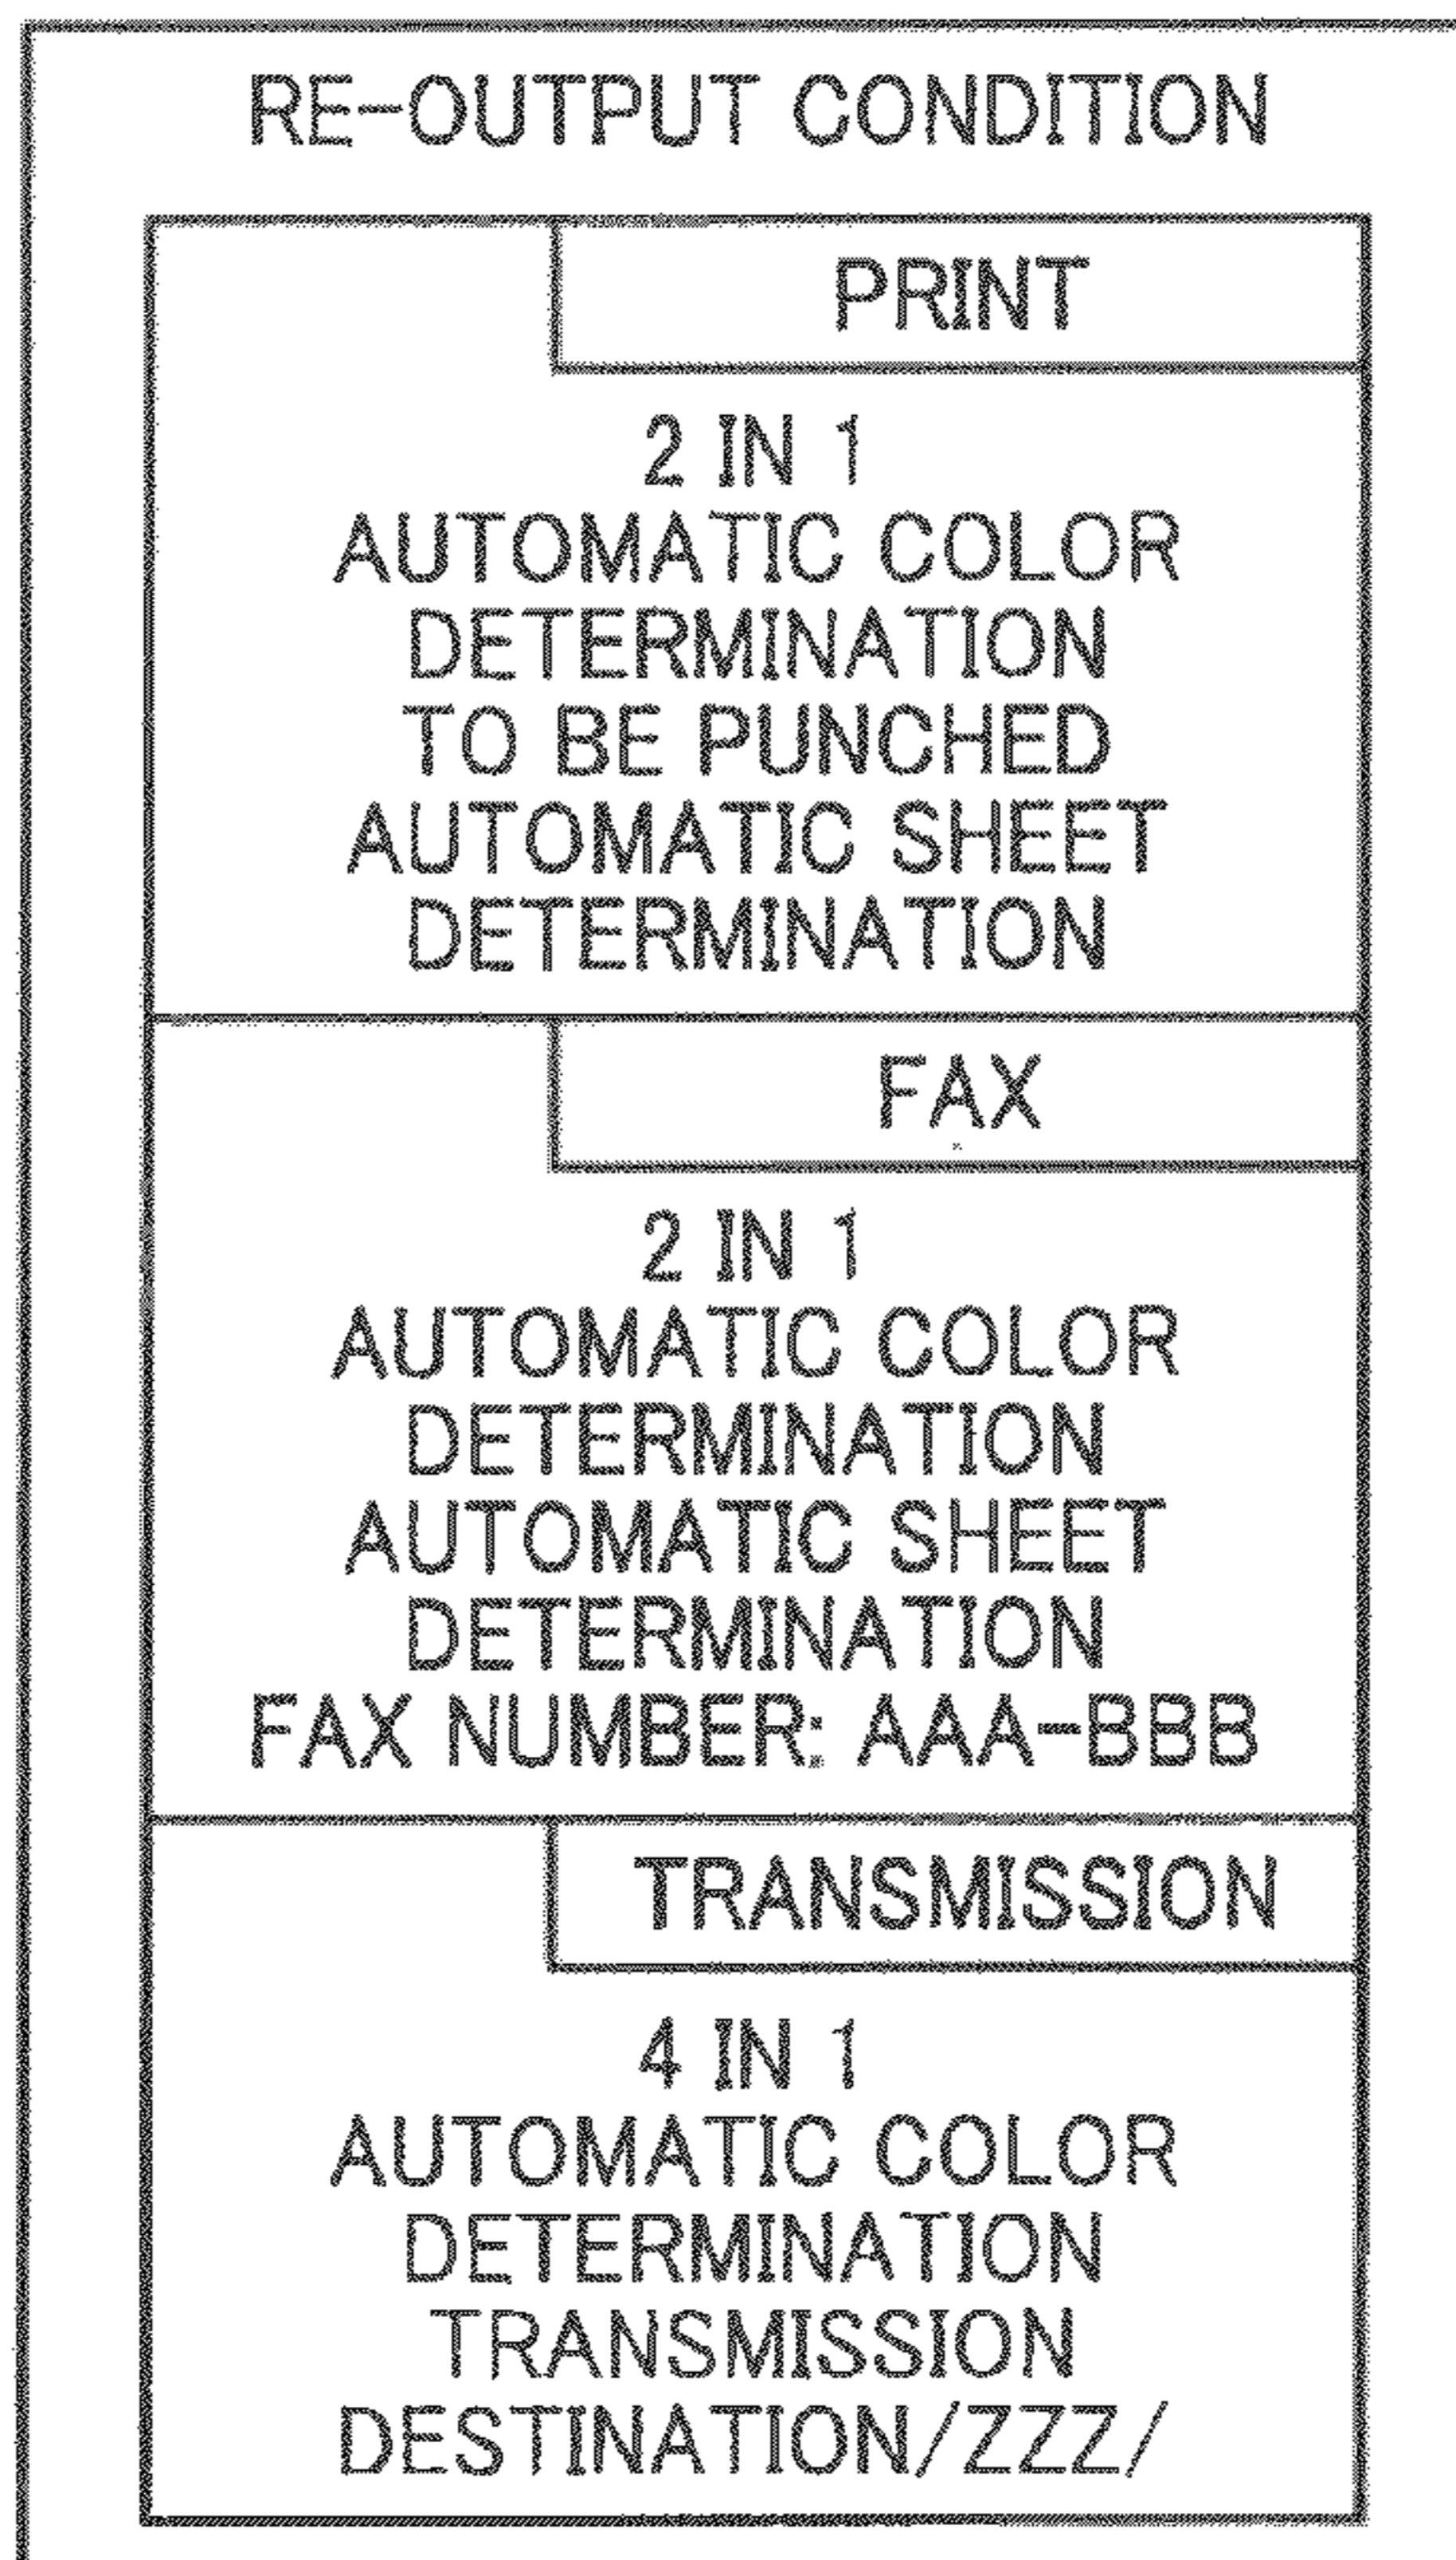 RE-OUTPUT CONDITION
PRINT
2 IN 1
AUTOMATIC COLOR
DETERMINATION
TO BE PUNCHED
AUTOMATIC SHEET
DETERMINATION
FAX
2 IN 1
AUTOMATIC COLOR
DETERMINATION
AUTOMATIC SHEET
DETERMINATION
FAX NUMBER: AAA-BBB
TRANSMISSION
4 IN 1
AUTOMATIC COLOR
DETERMINATION
TRANSMISSION
DESTINATION/ZZZ/